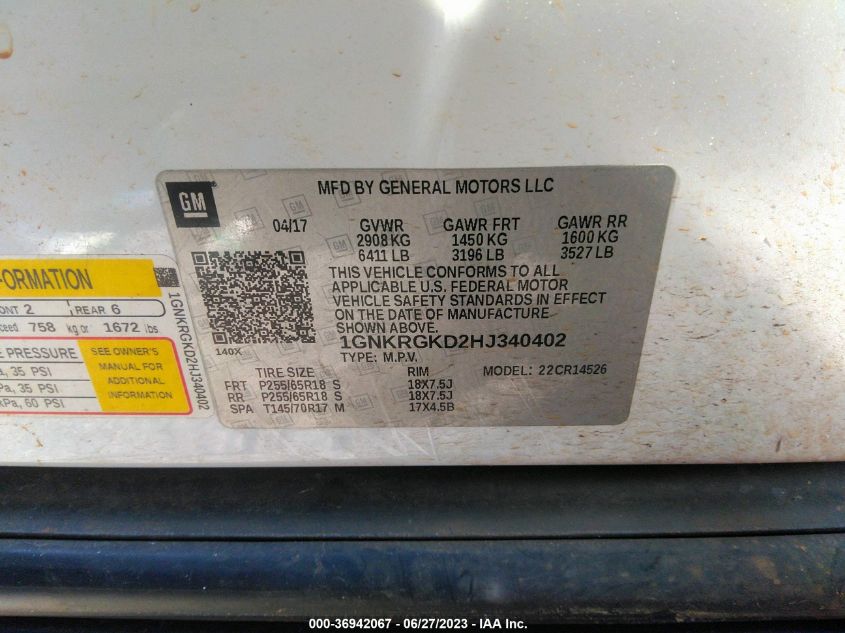 GM
MFD BY GENERAL MOTORS LLC
04/17 GVWR GAWR FRT GAWR RR
2908 KG 1450 KG 1600 KG
6411 LB 3196 LB 3527 LB
THIS VEHICLE CONFORMS TO ALL
APPLICABLE U.S. FEDERAL MOTOR
VEHICLE SAFETY STANDARDS IN EFFECT
ON THE DATE OF MANUFACTURE
SHOWN ABOVE.
140X 1GNKRGKD2HJ340402
TYPE: M.P.V.
TIRE SIZE RIM MODEL: 22CR14526
FRT P255/65R18 S 18X7.5J
RR P255/65R18 S 18X7.5J
SPA T145/70R17 M 17X4.5B
ORMATION
ONT 2 REAR 6
ceed 758 kg or 1672 lbs.
E PRESSURE
a, 35 PSI
Pa, 35 PSI
kPa, 60 PSI
SEE OWNER'S
MANUAL FOR
ADDITIONAL
INFORMATION
1GNKRGKD2HJ340402
000-36942067 - 06/27/2023 - IAA Inc.